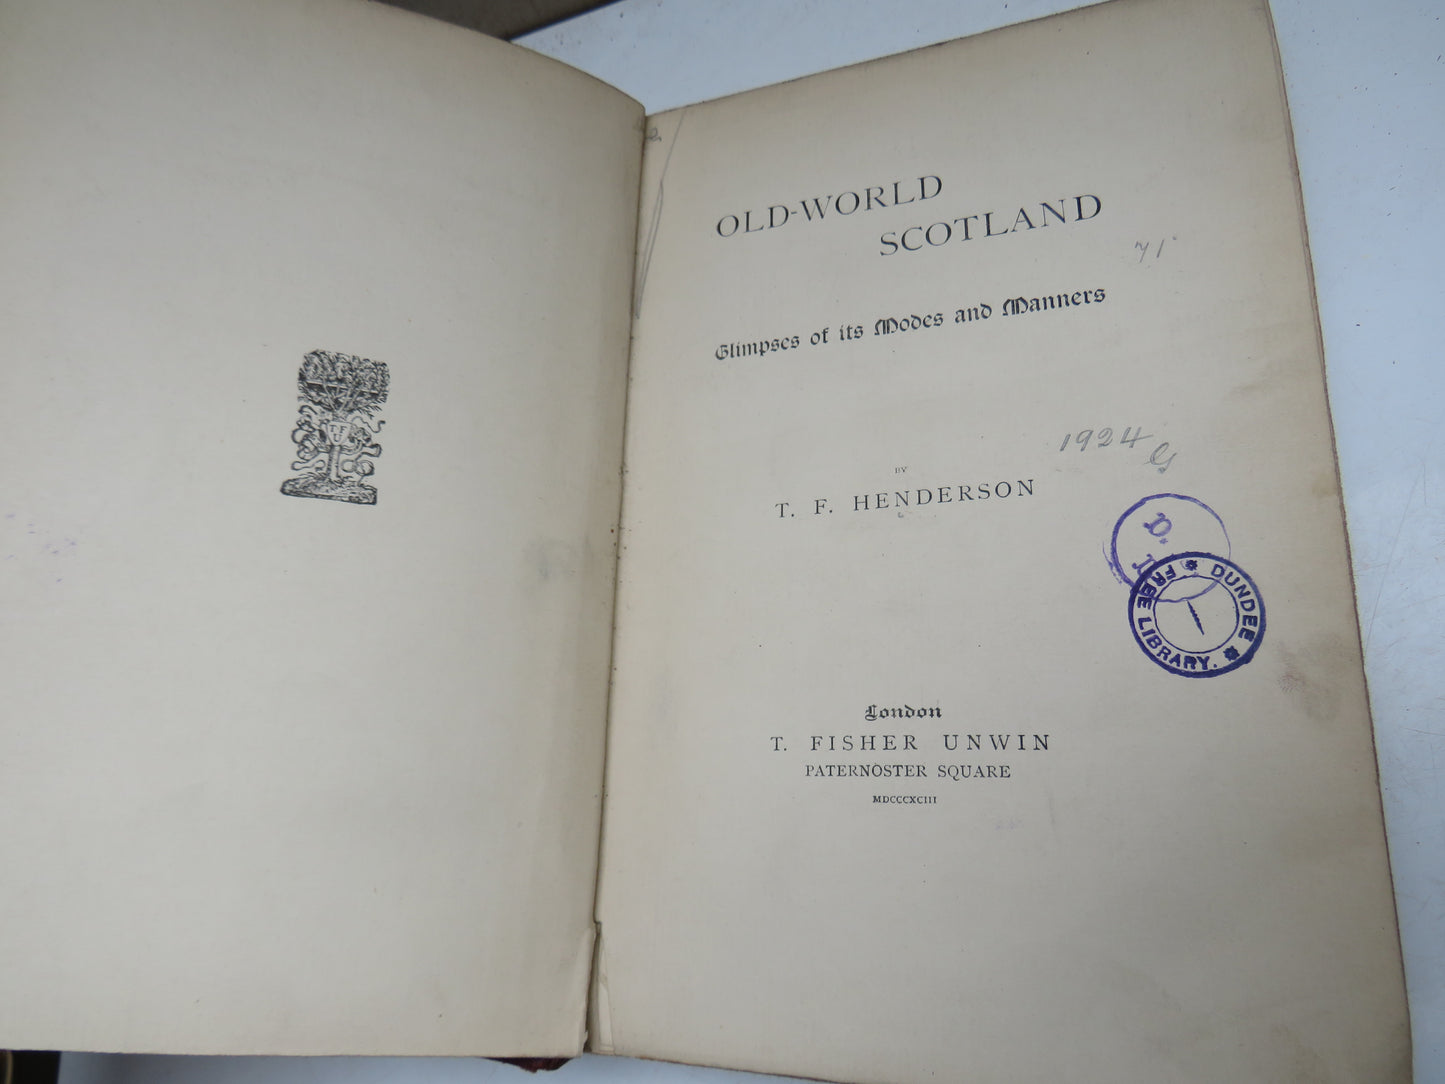 T F
U
OLD-WORLD
SCOTLAND
71
Glimpses of its Modes and Manners
1924
BY
T. F. HENDERSON
P.
DUNDEE
FREE LIBRARY.
London
T. FISHER UNWIN
PATERNOSTER SQUARE
MDCCCXCIII